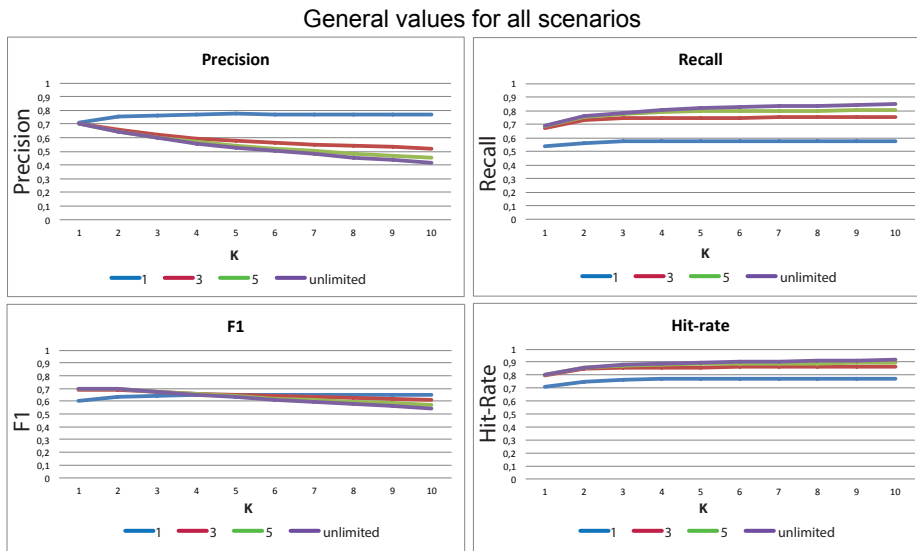 General values for all scenarios
Precision
Precision
1
0,9
0,8
0,7
0,6
0,5
0,4
0,3
0,2
0,1
0
1 2 3 4 5 6 7 8 9 10
K
1 3 5 unlimited
Recall
Recall
1
0,9
0,8
0,7
0,6
0,5
0,4
0,3
0,2
0,1
0
1 2 3 4 5 6 7 8 9 10
K
1 3 5 unlimited
F1
F1
1
0,9
0,8
0,7
0,6
0,5
0,4
0,3
0,2
0,1
0
1 2 3 4 5 6 7 8 9 10
K
1 3 5 unlimited
Hit-rate
Hit-Rate
1
0,9
0,8
0,7
0,6
0,5
0,4
0,3
0,2
0,1
0
1 2 3 4 5 6 7 8 9 10
K
1 3 5 unlimited